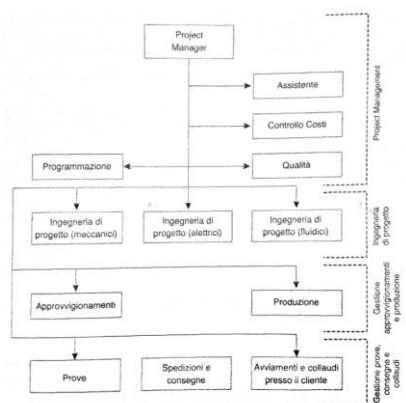 Project
Manager
Assistente
Controllo Costi
Programmazione
Qualità
Ingegneria di
progetto (meccanici)
Ingegneria di
progetto (elettrici)
Ingegneria di
progetto (fluidici)
Approvvigionamenti
Produzione
Prove
Spedizioni e
consegne
Avviamenti e collaudi
presso il cliente
Project Management
Ingegneria
di progetto
Gestione
approvvigionamenti
e produzione
Gestione prove,
consegne e
collaudi